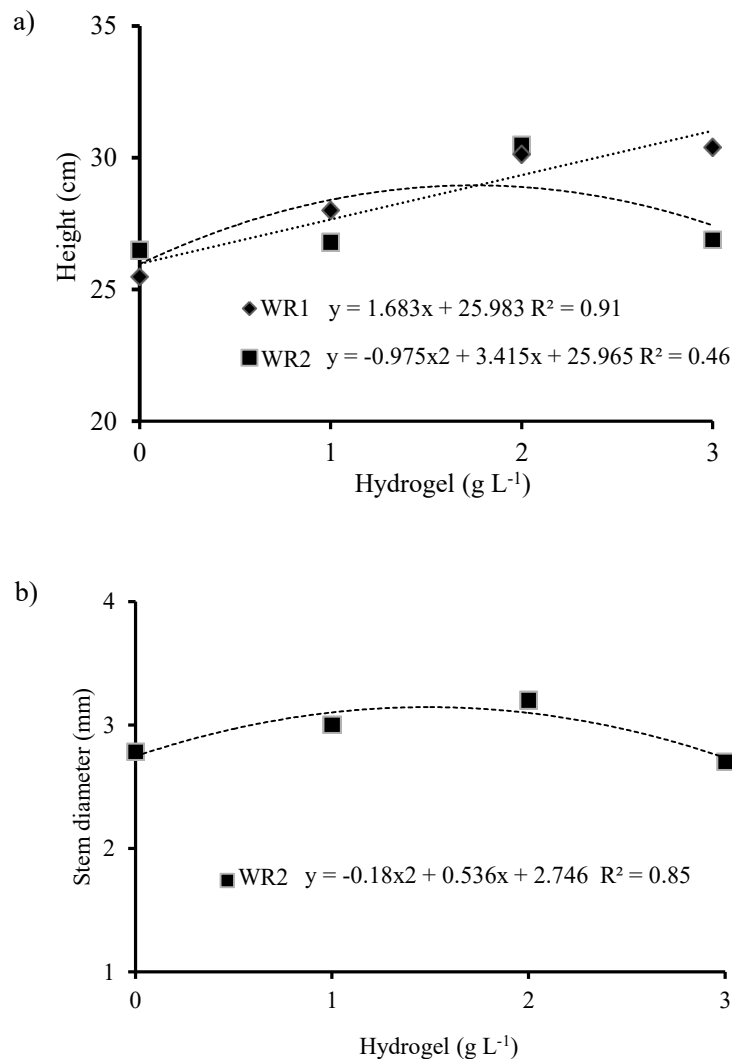 a)
35
30
25
20
Height (cm)
WR1 y = 1.683x + 25.983 R² = 0.91
WR2 y = -0.975x2 + 3.415x + 25.965 R² = 0.46
0 1 2 3
Hydrogel (g L⁻¹)
b)
4
3
2
1
Stem diameter (mm)
WR2 y = -0.18x2 + 0.536x + 2.746 R² = 0.85
0 1 2 3
Hydrogel (g L⁻¹)